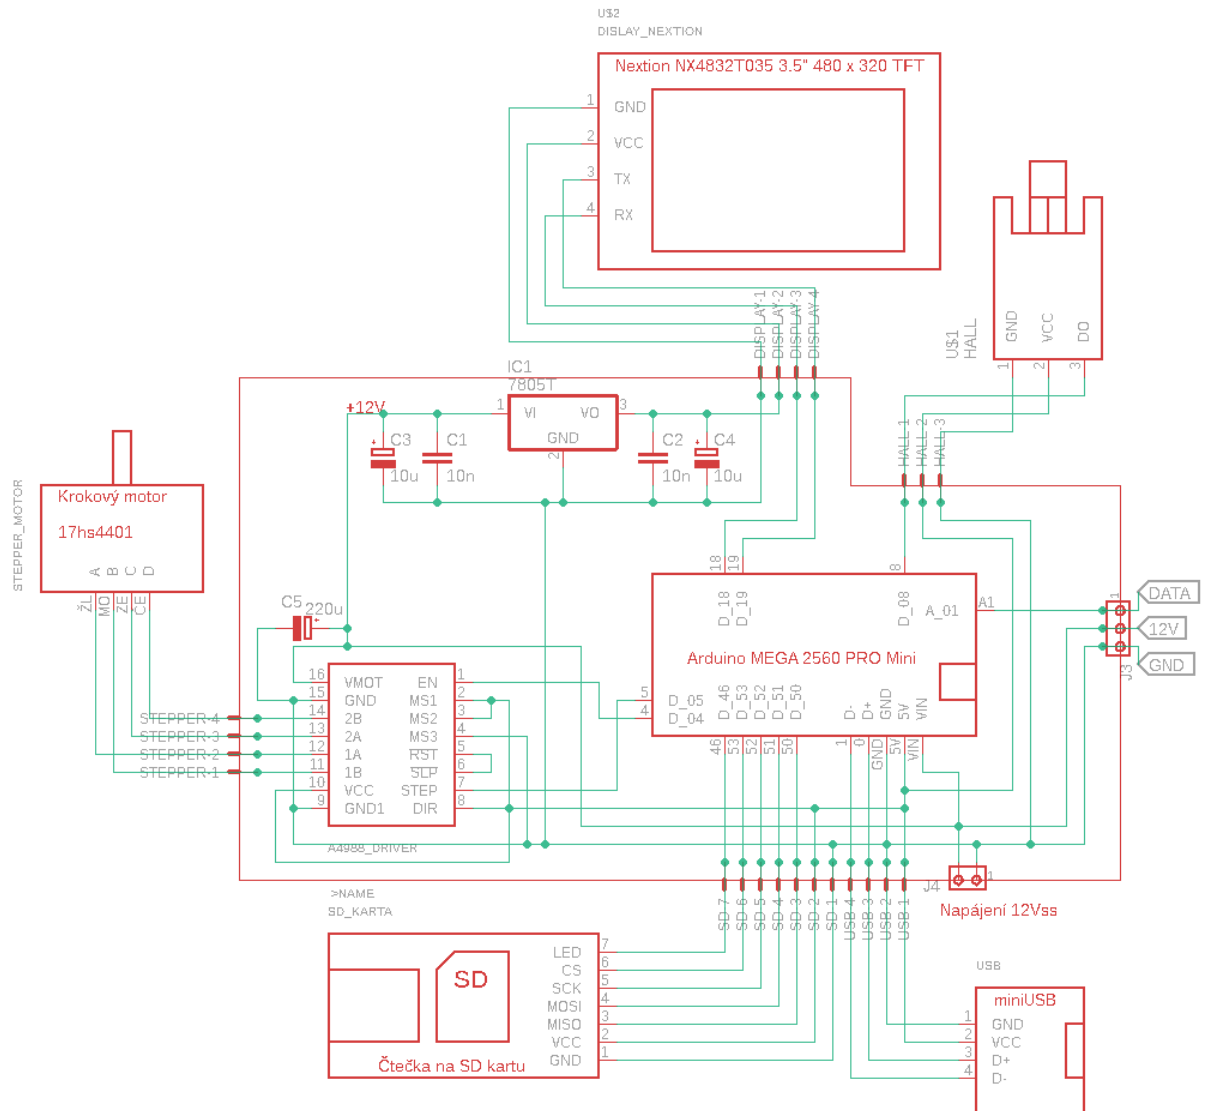 U$2
DISLAY_NEXTION
Nextion NX4832T035 3.5" 480 x 320 TFT
1 GND
2 VCC
3 TX
4 RX
DISPLAY-1
DISPLAY-2
DISPLAY-3
DISPLAY-4
U$1
HALL
GND
VCC
DO
1
2
3
HALL-1
HALL-2
HALL-3
IC1
7805T
+12V
1 VI VO 3
GND
2
C3
10u
C1
10n
C2
10n
C4
10u
STEPPER_MOTOR
Krokový motor
17hs4401
A
B
C
D
ŽL
MO
ZE
CE
C5
220u
STEPPER-4
STEPPER-3
STEPPER-2
STEPPER-1
16 VMOT EN 1
15 GND MS1 2
14 2B MS2 3
13 2A MS3 4
12 1A RST 5
11 1B SLP 6
10 VCC STEP 7
9 GND1 DIR 8
A4988_DRIVER
18
19
8
D_18
D_19
D_08
A_01 A1
Arduino MEGA 2560 PRO Mini
5 D_05
4 D_04
D_46
D_53
D_52
D_51
D_50
D-
D
GND
5V
VIN
46
53
52
51
50
1
0
GND
5V
VIN
1
J3
DATA
12V
GND
J4
1
Napájení 12Vss
SD-7
SD-6
SD-5
SD-4
SD-3
SD-2
SD-1
USB-4
USB-3
USB-2
USB-1
>NAME
SD_KARTA
SD
LED 7
CS 6
SCK 5
MOSI 4
MISO 3
VCC 2
GND 1
Čtečka na SD kartu
USB
miniUSB
1 GND
2 VCC
3 D+
4 D-